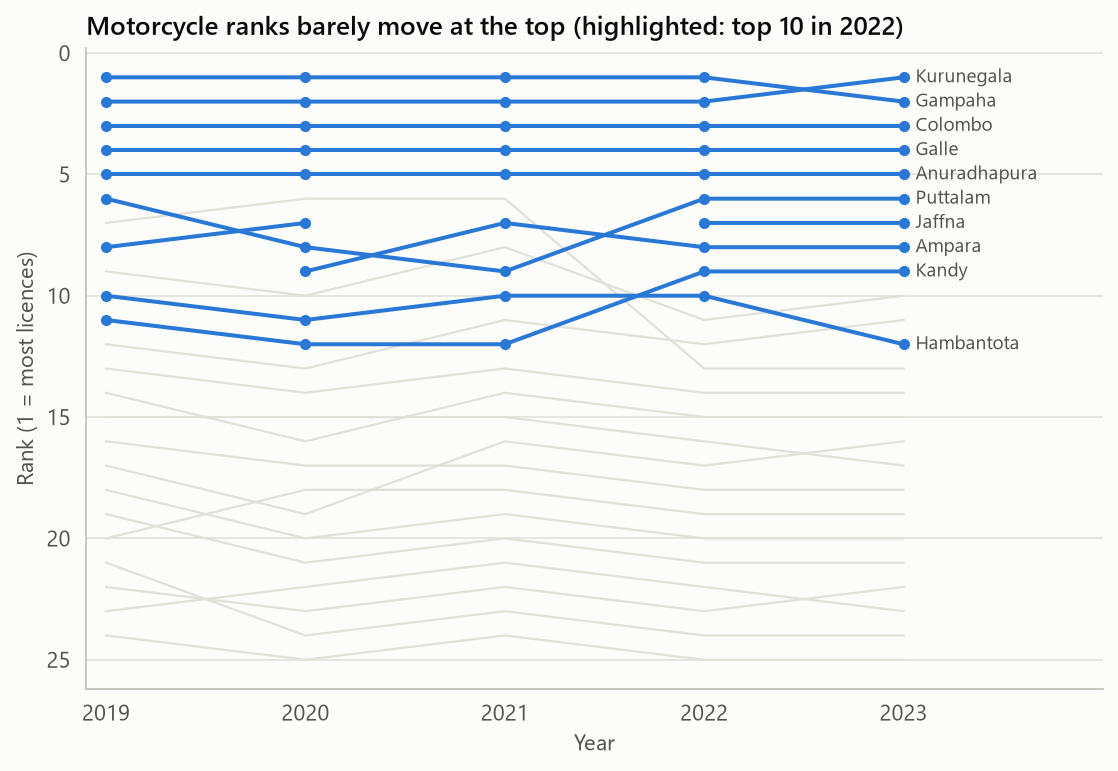 Motorcycle ranks barely move at the top (highlighted: top 10 in 2022)
Rank (1 = most licences)
0
5
10
15
20
25
Kurunegala
Gampaha
Colombo
Galle
Anuradhapura
Puttalam
Jaffna
Ampara
Kandy
Hambantota
2019 2020 2021 2022 2023
Year